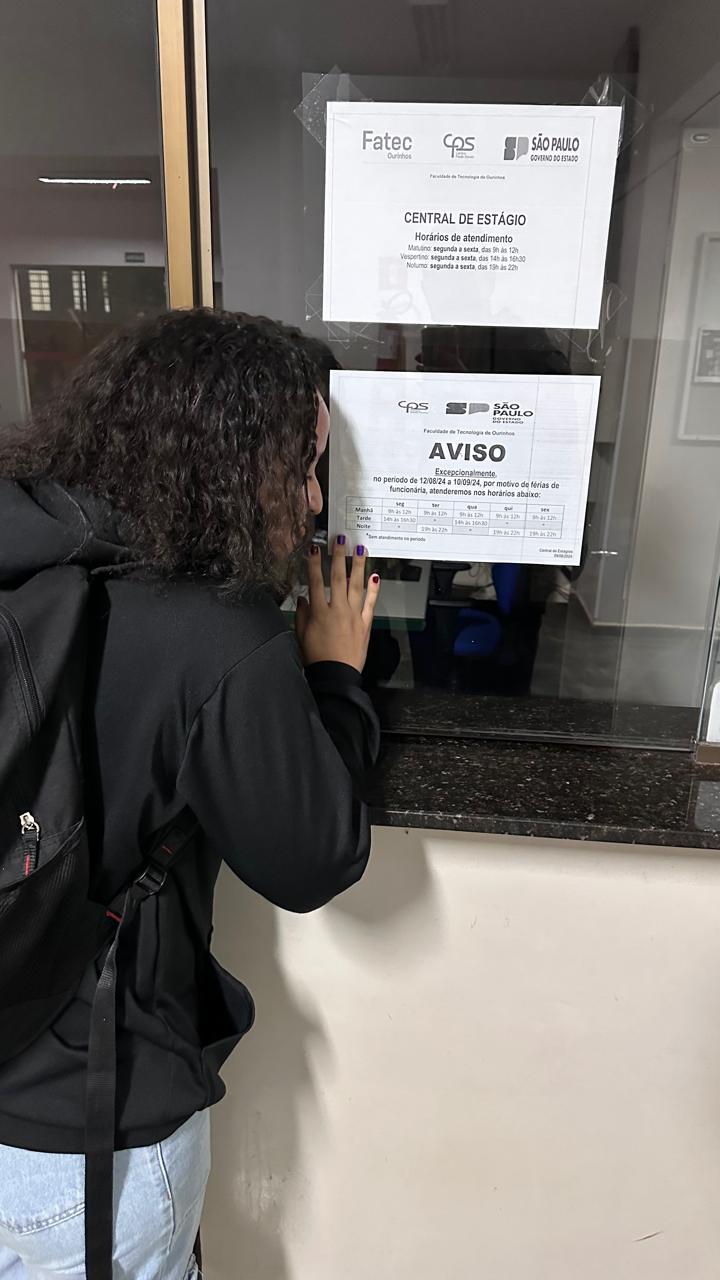 Fatec
Ourinhos
CPS
SÃO PAULO
GOVERNO DO ESTADO
Faculdade de Tecnologia de Ourinhos
CENTRAL DE ESTÁGIO
Horários de atendimento
Matutino: segunda a sexta, das 9h às 12h
Vespertino: segunda a sexta, das 14h às 16h30
Noturno: segunda a sexta, das 19h às 22h
CPS
SÃO
PAULO
GOVERNO
DO ESTADO
Faculdade de Tecnologia de Ourinhos
AVISO
Excepcionalmente,
no período de 12/08/24 a 10/09/24, por motivo de férias de
funcionária, atenderemos nos horários abaixo:
seg ter qua qui sex
Manhã 9h às 12h 9h às 12h 9h às 12h 9h às 12h 9h às 12h
Tarde 14h às 16h30 * 14h às 16h30 * *
Noite * 19h às 22h * 19h às 22h 19h às 22h
*Sem atendimento no período
Central de Estágios